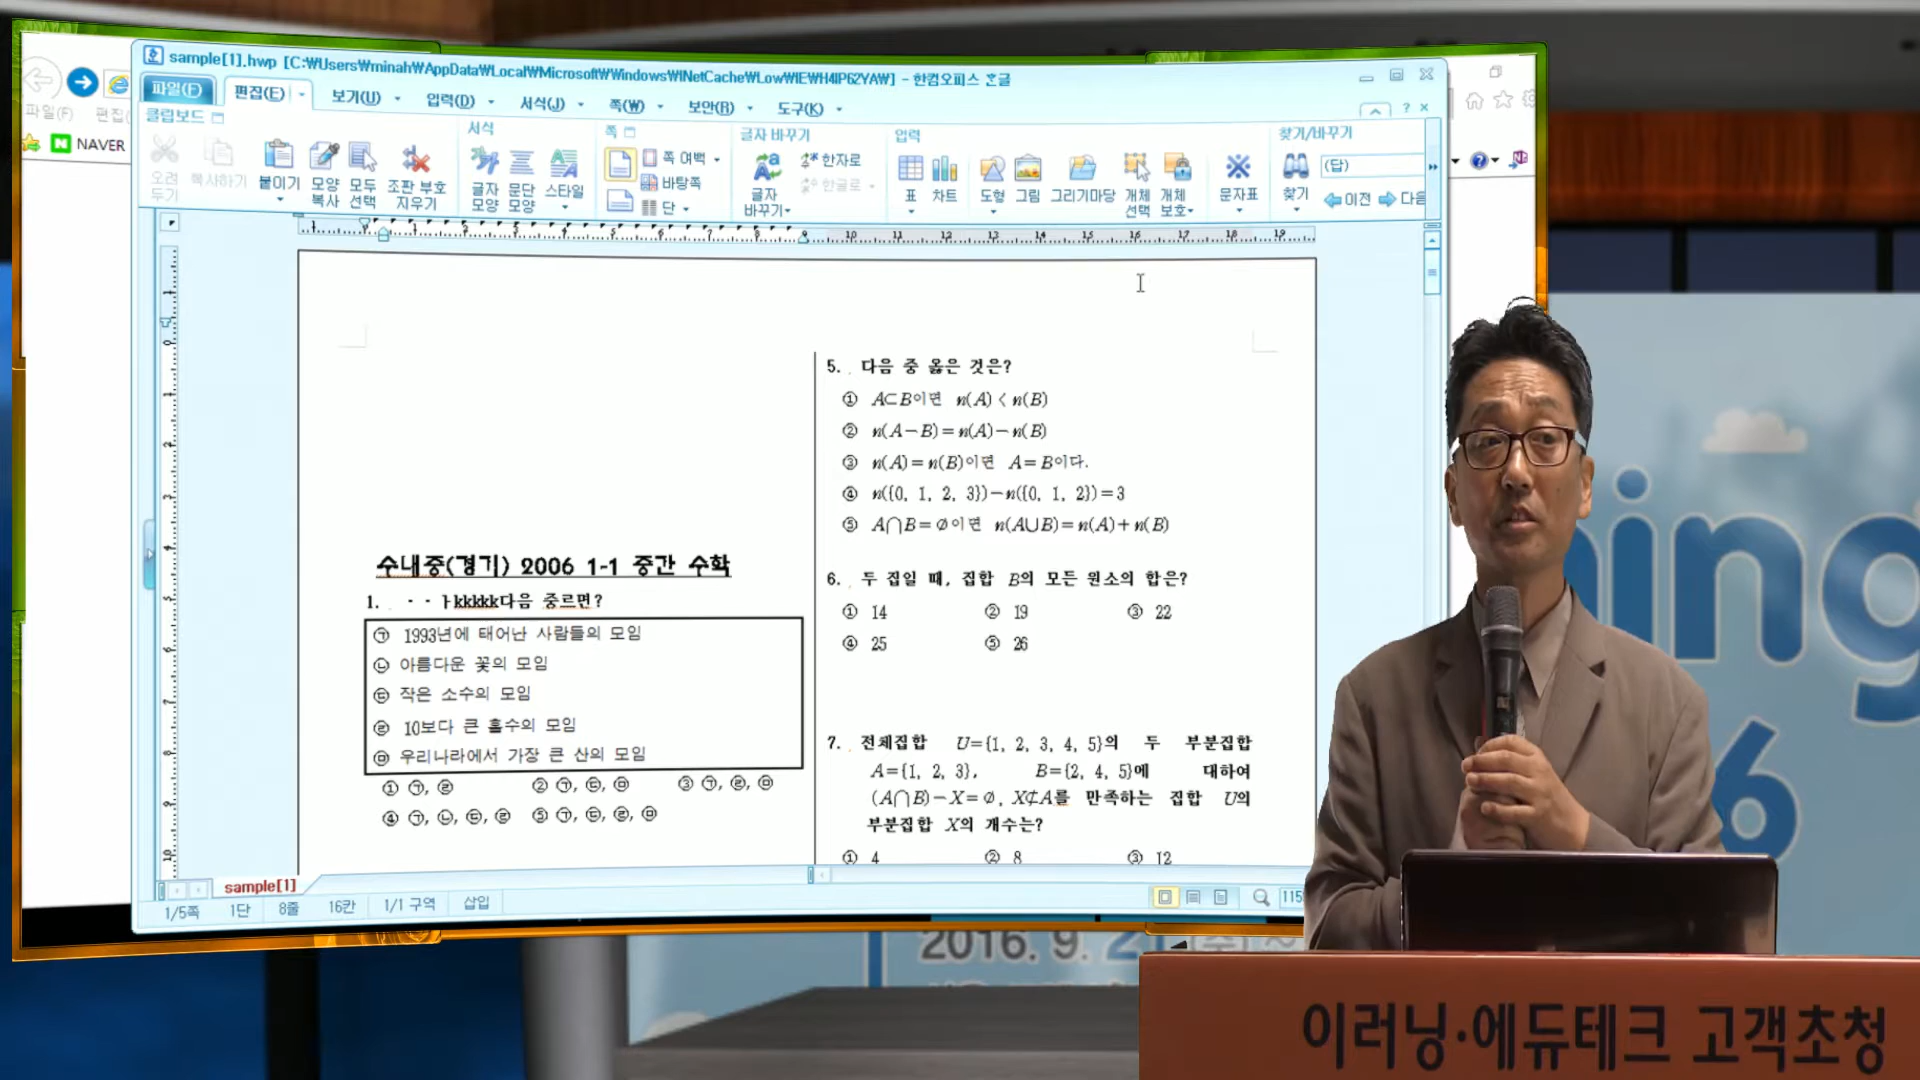 sample[1].hwp [C:₩Users₩minah₩AppData₩Local₩Microsoft₩Windows₩INetCache₩Low₩IE₩H4IP62YA₩] - 한컴오피스 흔글
파일(F) 편집(E) 보기(U) 입력(D) 서식(J) 쪽(W) 보안(B) 도구(K)
파일(F) 편집(
NAVER
클립보드 서식 쪽 글자 바꾸기 입력 찾기/바꾸기
오려 두기 복사하기 붙이기 모양 복사 모두 선택 조판 부호 지우기 글자 모양 문단 모양 스타일 쪽 여백 바탕쪽 단 글자 바꾸기 한자로 한글로 표 차트 도형 그림 그리기마당 개체 선택 개체 보호 문자표 찾기 (답) 이전 다음
수내중(경기) 2006 1-1 중간 수학
1. ㆍㆍㅏkkkkk다음 중르면?
㉠ 1993년에 태어난 사람들의 모임
㉡ 아름다운 꽃의 모임
㉢ 작은 소수의 모임
㉣ 10보다 큰 홀수의 모임
㉤ 우리나라에서 가장 큰 산의 모임
① ㉠, ㉣ ② ㉠, ㉢, ㉤ ③ ㉠, ㉣, ㉤
④ ㉠, ㉡, ㉢, ㉣ ⑤ ㉠, ㉢, ㉣, ㉤
5. 다음 중 옳은 것은?
① A⊂B이면 n(A) < n(B)
② n(A-B)=n(A)-n(B)
③ n(A)=n(B)이면 A=B이다.
④ n({0, 1, 2, 3})-n({0, 1, 2})=3
⑤ A∩B=∅이면 n(A∪B)=n(A)+n(B)
6. 두 집일 때, 집합 B의 모든 원소의 합은?
① 14 ② 19 ③ 22
④ 25 ⑤ 26
7. 전체집합 U={1, 2, 3, 4, 5}의 두 부분집합
A={1, 2, 3}, B={2, 4, 5}에 대하여
(A∩B)-X=∅, X⊄A를 만족하는 집합 U의
부분집합 X의 개수는?
① 4 ② 8 ③ 12
sample[1]
1/5쪽 1단 8줄 16칸 1/1 구역 삽입 115
ning
6
2016. 9. 2
이러닝·에듀테크 고객초청